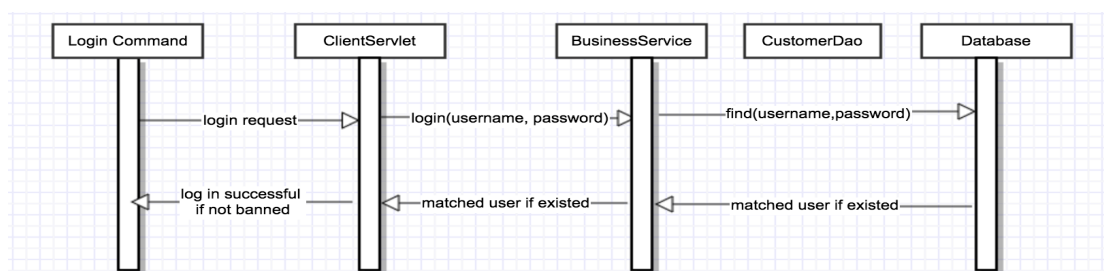 Login Command
ClientServlet
BusinessService
CustomerDao
Database
login request
login(username, password)
find(username,password)
log in successful
if not banned
matched user if existed
matched user if existed